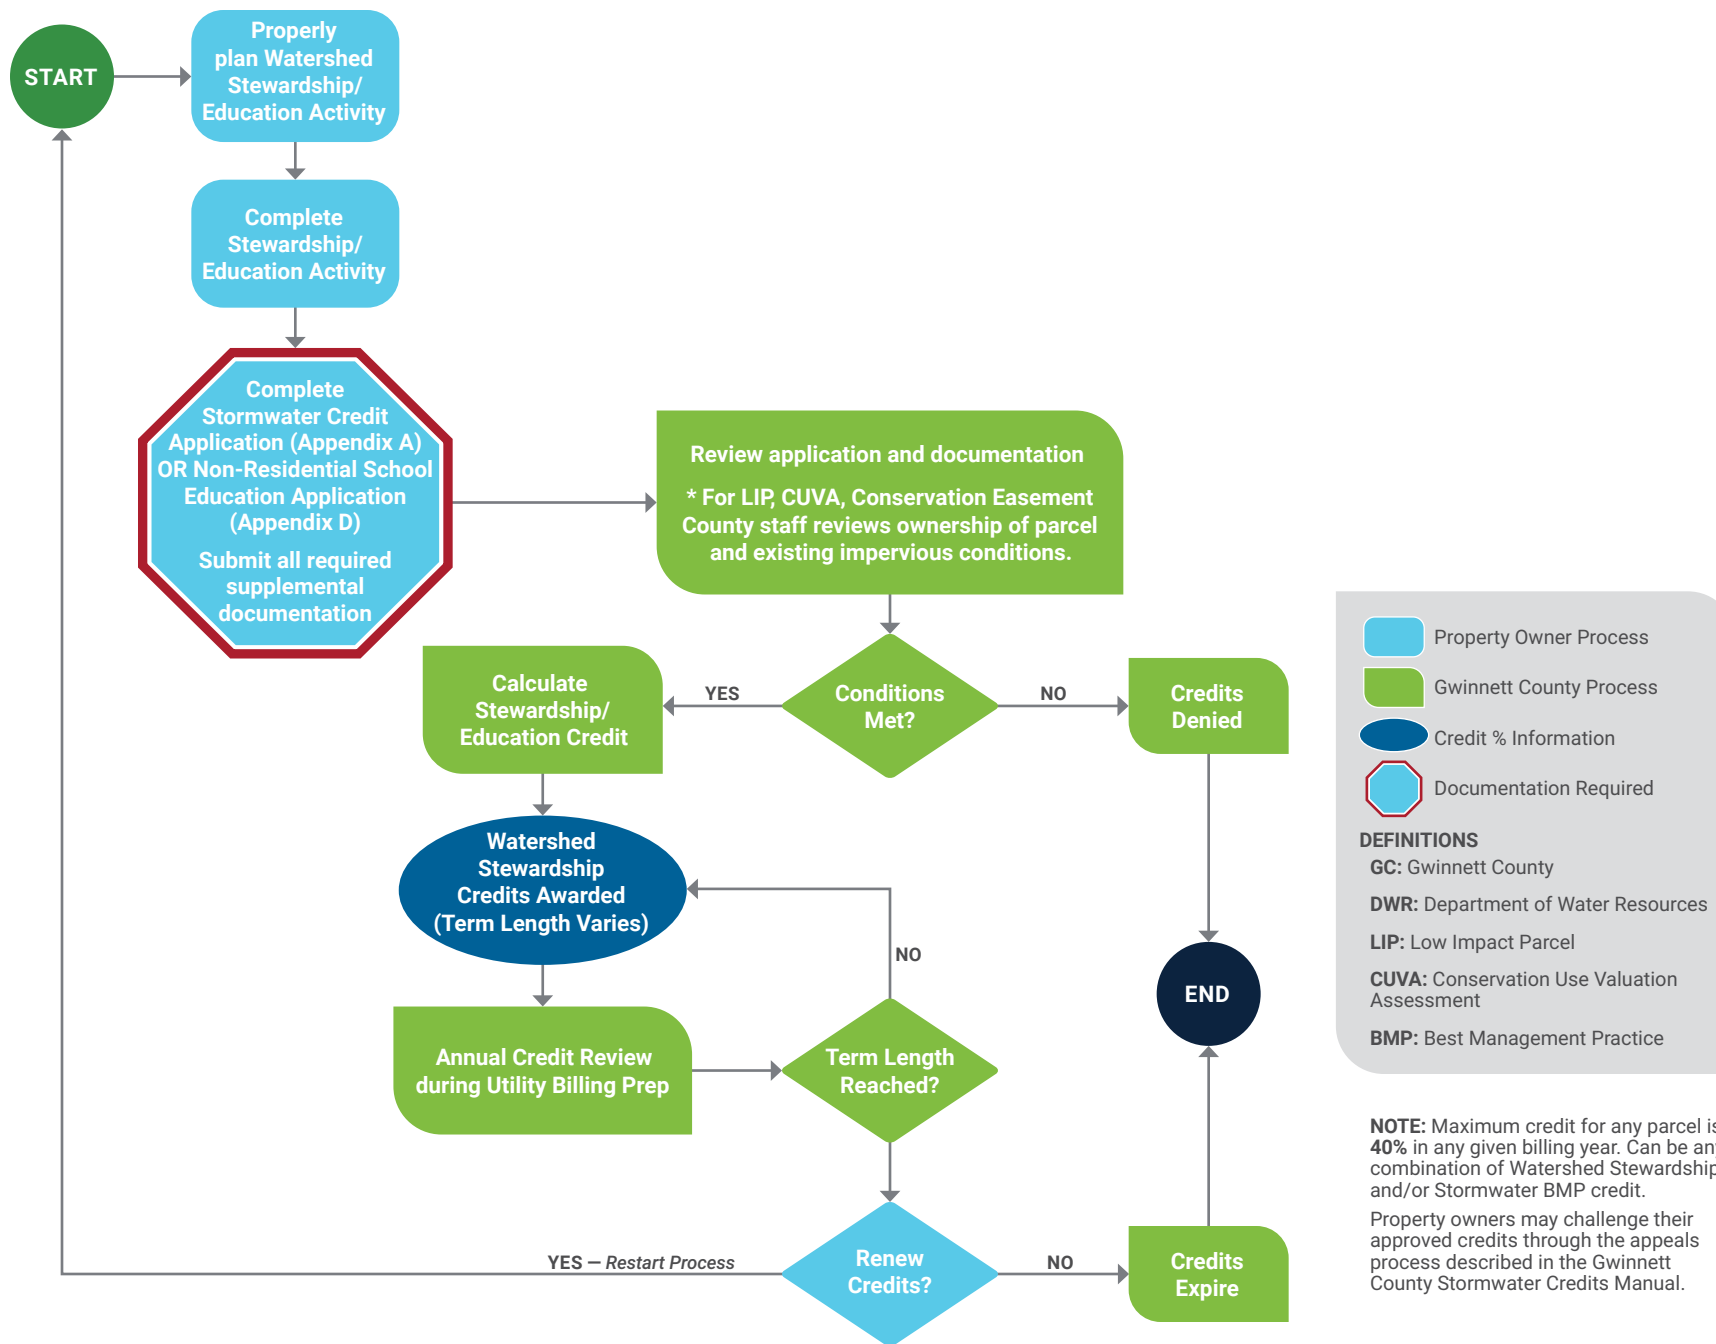 START
Properly
plan Watershed
Stewardship/
Education Activity
Complete
Stewardship/
Education Activity
Complete
Stormwater Credit
Application (Appendix A)
OR Non-Residential School
Education Application
(Appendix D)
Submit all required
supplemental
documentation
Review application and documentation
* For LIP, CUVA, Conservation Easement
County staff reviews ownership of parcel
and existing impervious conditions.
Conditions
Met?
YES
NO
Calculate
Stewardship/
Education Credit
Credits
Denied
Watershed
Stewardship
Credits Awarded
(Term Length Varies)
NO
Annual Credit Review
during Utility Billing Prep
Term Length
Reached?
END
YES — Restart Process
Renew
Credits?
NO
Credits
Expire
Property Owner Process
Gwinnett County Process
Credit % Information
Documentation Required
DEFINITIONS
GC: Gwinnett County
DWR: Department of Water Resources
LIP: Low Impact Parcel
CUVA: Conservation Use Valuation
Assessment
BMP: Best Management Practice
NOTE: Maximum credit for any parcel is
40% in any given billing year. Can be any
combination of Watershed Stewardship
and/or Stormwater BMP credit.
Property owners may challenge their
approved credits through the appeals
process described in the Gwinnett
County Stormwater Credits Manual.